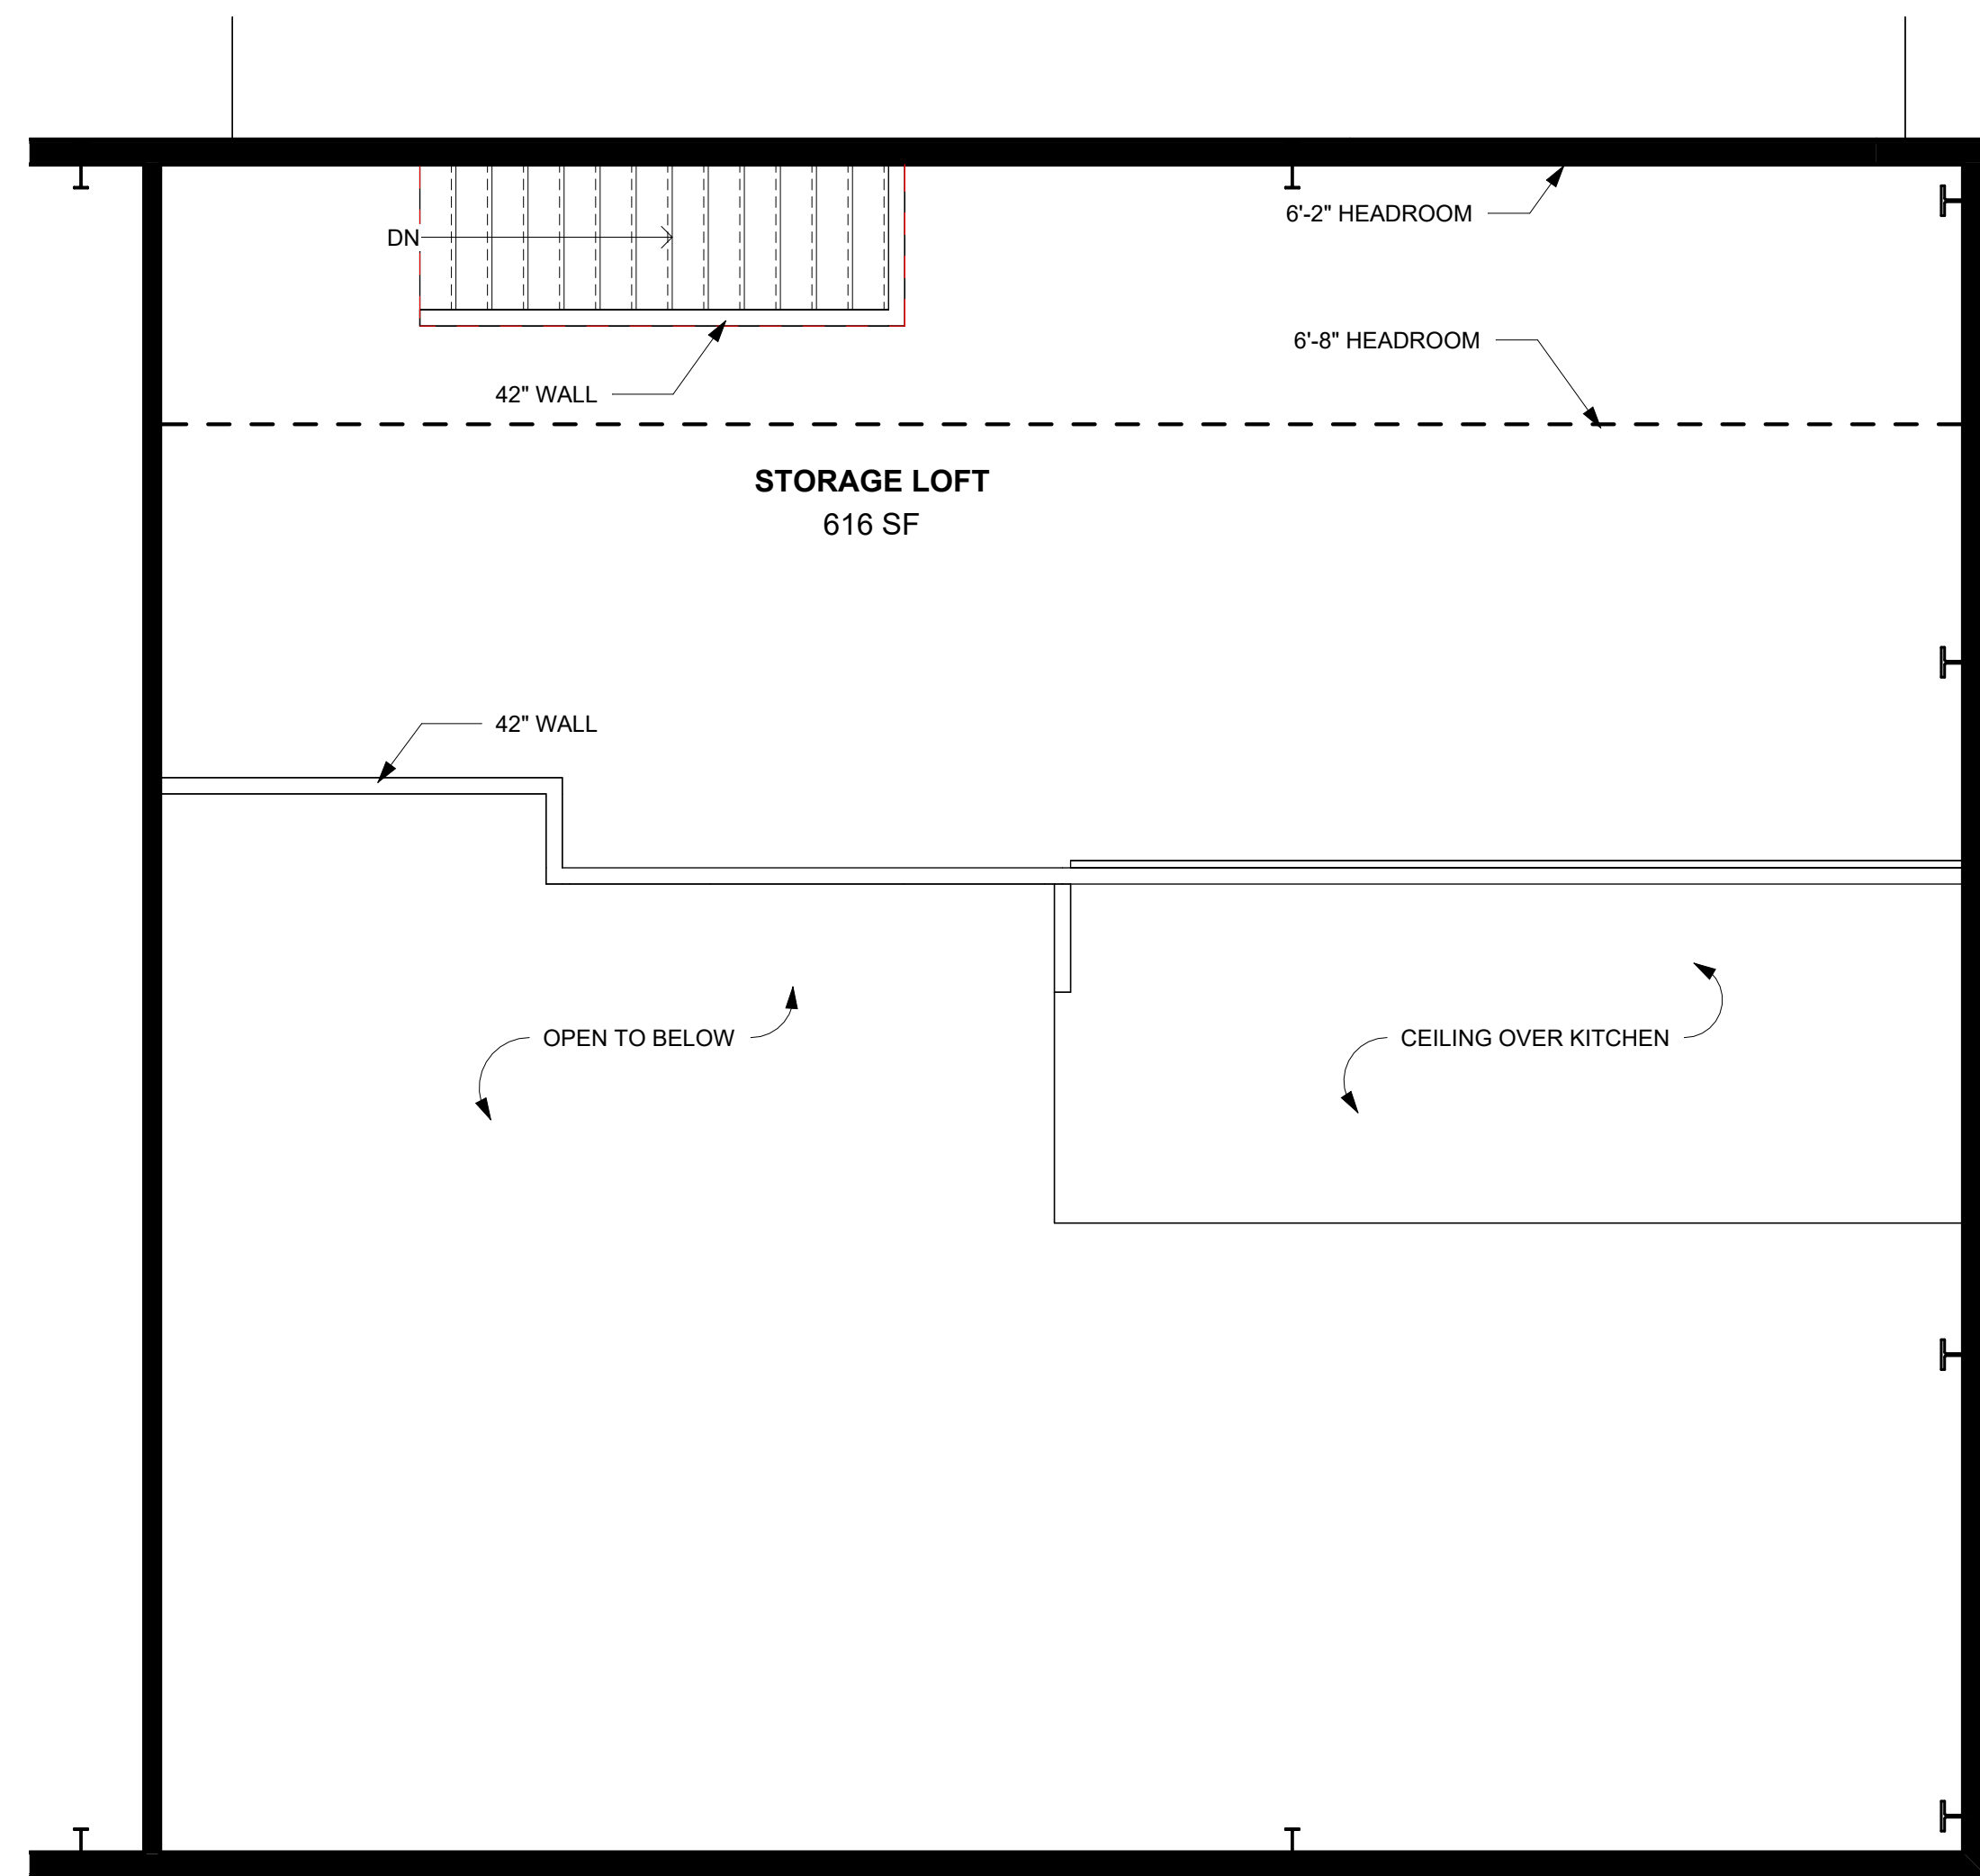 6'-2" HEADROOM
DN
6'-8" HEADROOM
42" WALL
STORAGE LOFT
616 SF
42" WALL
OPEN TO BELOW
CEILING OVER KITCHEN